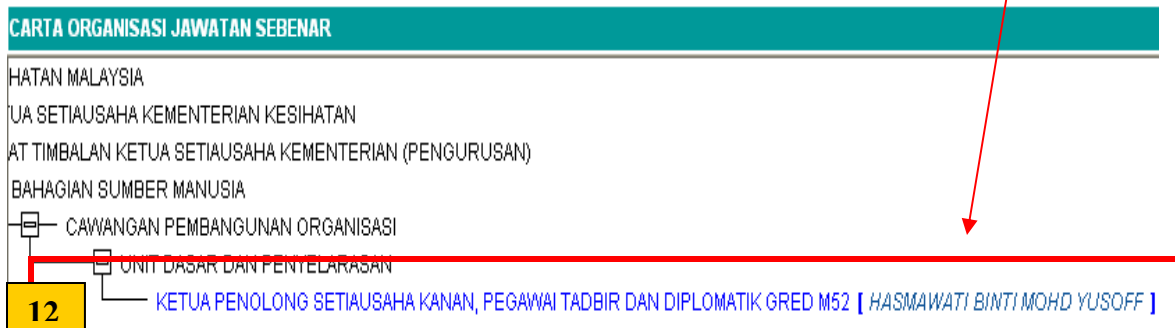 CARTA ORGANISASI JAWATAN SEBENAR
HATAN MALAYSIA
UA SETIAUSAHA KEMENTERIAN KESIHATAN
AT TIMBALAN KETUA SETIAUSAHA KEMENTERIAN (PENGURUSAN)
BAHAGIAN SUMBER MANUSIA
CAWANGAN PEMBANGUNAN ORGANISASI
UNIT DASAR DAN PENYELARASAN
KETUA PENOLONG SETIAUSAHA KANAN, PEGAWAI TADBIR DAN DIPLOMATIK GRED M52 [ HASMAWATI BINTI MOHD YUSOFF ]
12